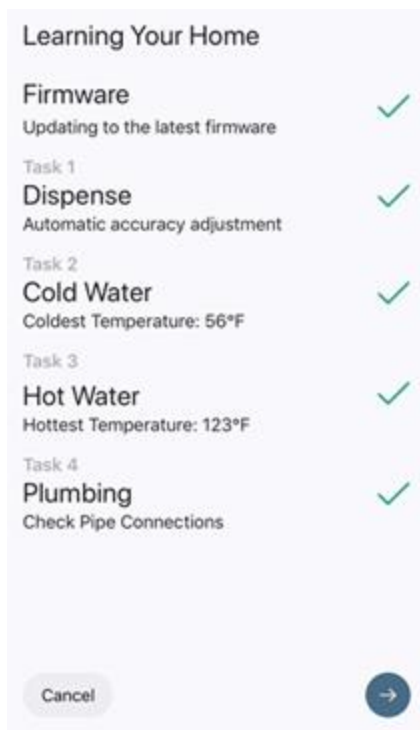 Learning Your Home
Firmware
Updating to the latest firmware
Task 1
Dispense
Automatic accuracy adjustment
Task 2
Cold Water
Coldest Temperature: 56°F
Task 3
Hot Water
Hottest Temperature: 123°F
Task 4
Plumbing
Check Pipe Connections
Cancel